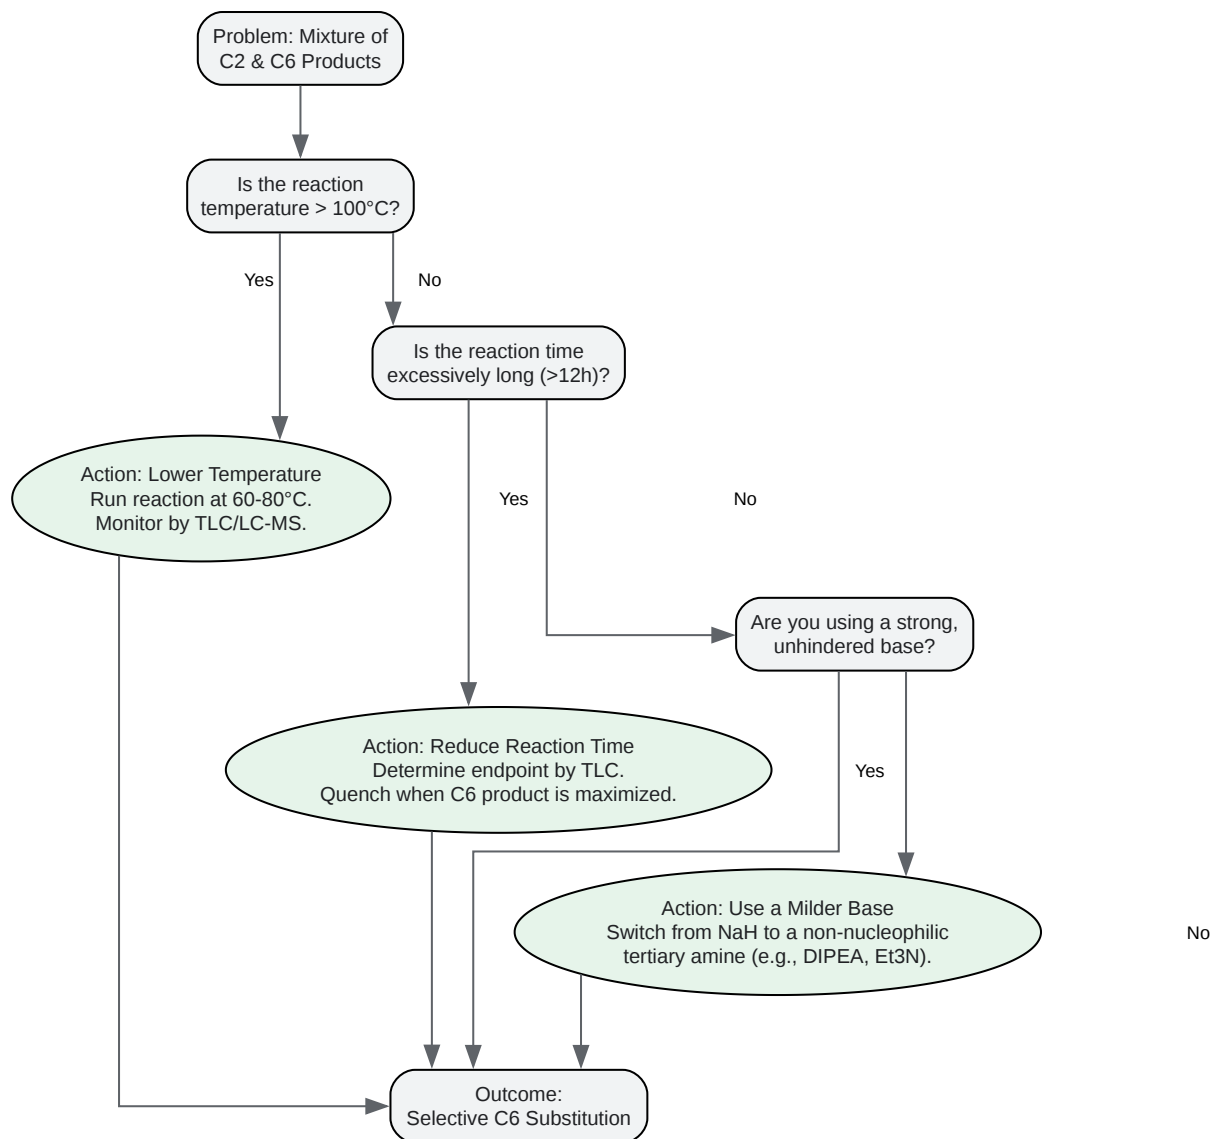 Problem: Mixture of
C2 & C6 Products
Is the reaction
temperature > 100°C?
Yes
No
Is the reaction time
excessively long (>12h)?
Action: Lower Temperature
Run reaction at 60-80°C.
Monitor by TLC/LC-MS.
Yes
No
Are you using a strong,
unhindered base?
Action: Reduce Reaction Time
Determine endpoint by TLC.
Quench when C6 product is maximized.
Yes
Action: Use a Milder Base
Switch from NaH to a non-nucleophilic
tertiary amine (e.g., DIPEA, Et3N).
No
Outcome:
Selective C6 Substitution